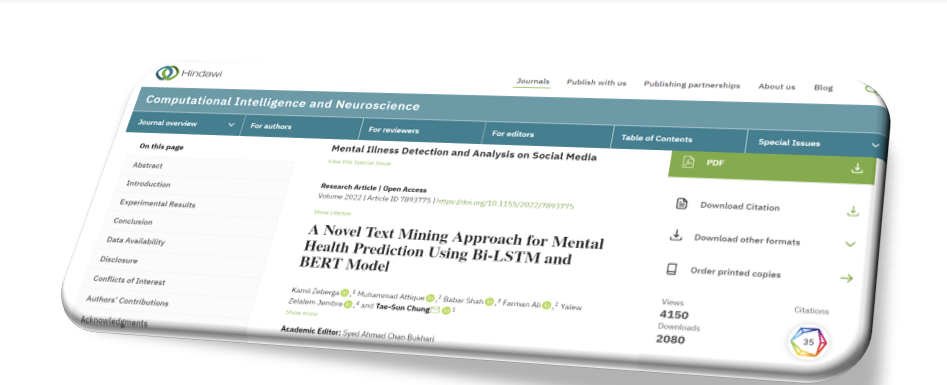 Hindawi
Journals
Publish with us
Publishing partnerships
About us
Blog
Computational Intelligence and Neuroscience
Journal overview
For authors
For reviewers
For editors
Table of Contents
Special Issues
On this page
Abstract
Introduction
Experimental Results
Conclusion
Data Availability
Disclosure
Conflicts of Interest
Authors' Contributions
Acknowledgments
Mental Illness Detection and Analysis on Social Media
View this Special Issue
Research Article | Open Access
Volume 2022 | Article ID 7893775 | https://doi.org/10.1155/2022/7893775
Show citation
A Novel Text Mining Approach for Mental
Health Prediction Using Bi-LSTM and
BERT Model
Kamil Zeberga, 1 Muhammad Attique, 2 Babar Shah, 3 Farman Ali, 2 Yalew
Zelalem Jembre, 4 and Tae-Sun Chung 1
Show more
Academic Editor: Syed Ahmad Chan Bukhari
PDF
Download Citation
Download other formats
Order printed copies
Views
4150
Downloads
2080
Citations
35